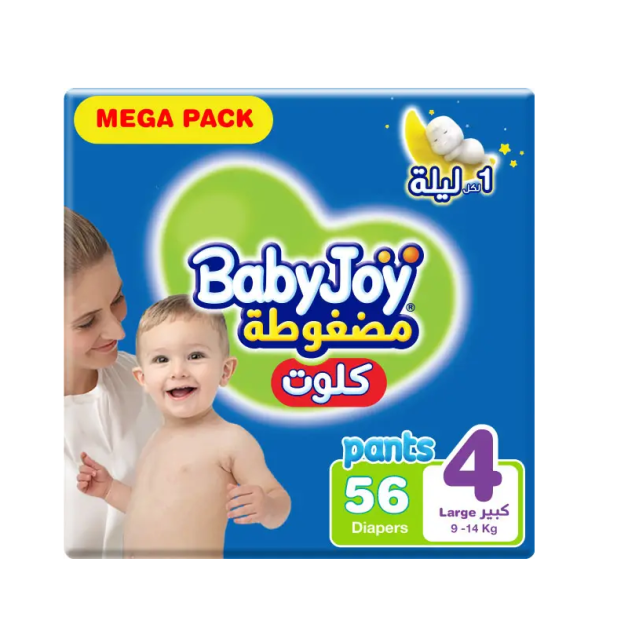 MEGA PACK
1 لكل ليلة
BabyJoy®
مضغوطة
كلوت
pants
56
Diapers
4
Large كبير
9 -14 Kg